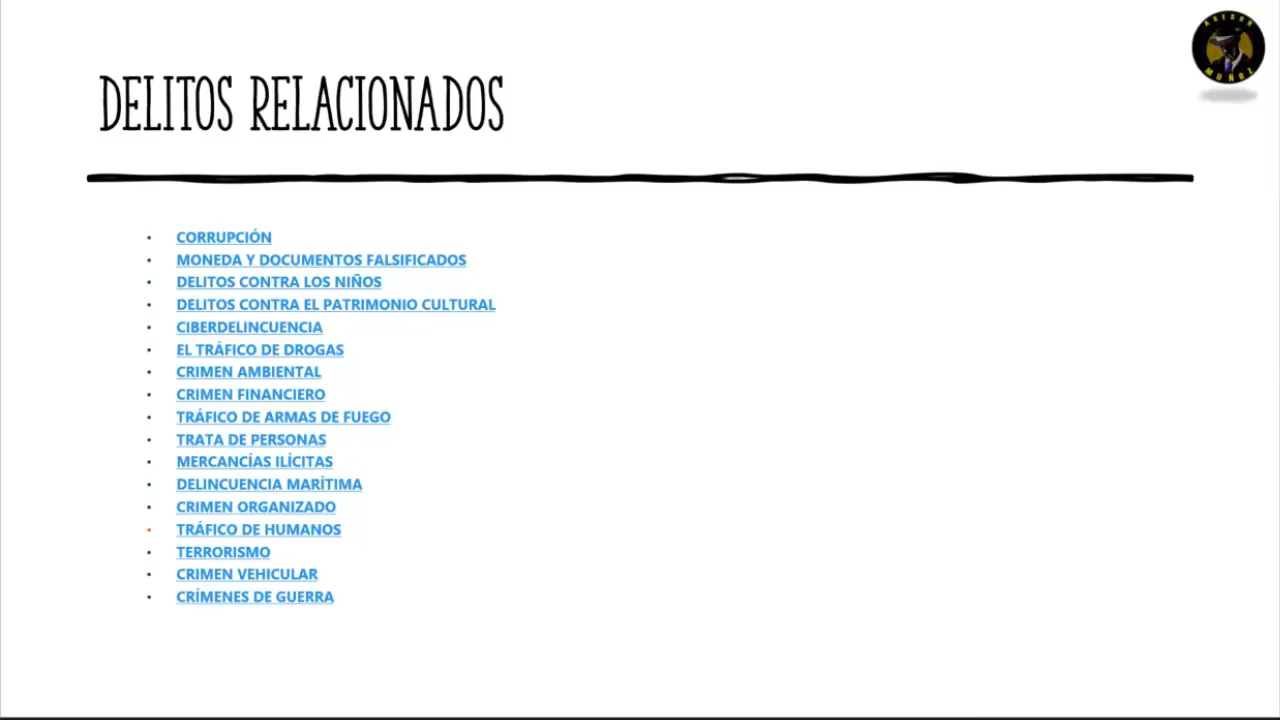 ASESOR
MUÑOZ
DELITOS RELACIONADOS
• CORRUPCIÓN
• MONEDA Y DOCUMENTOS FALSIFICADOS
• DELITOS CONTRA LOS NIÑOS
• DELITOS CONTRA EL PATRIMONIO CULTURAL
• CIBERDELINCUENCIA
• EL TRÁFICO DE DROGAS
• CRIMEN AMBIENTAL
• CRIMEN FINANCIERO
• TRÁFICO DE ARMAS DE FUEGO
• TRATA DE PERSONAS
• MERCANCÍAS ILÍCITAS
• DELINCUENCIA MARÍTIMA
• CRIMEN ORGANIZADO
• TRÁFICO DE HUMANOS
• TERRORISMO
• CRIMEN VEHICULAR
• CRÍMENES DE GUERRA